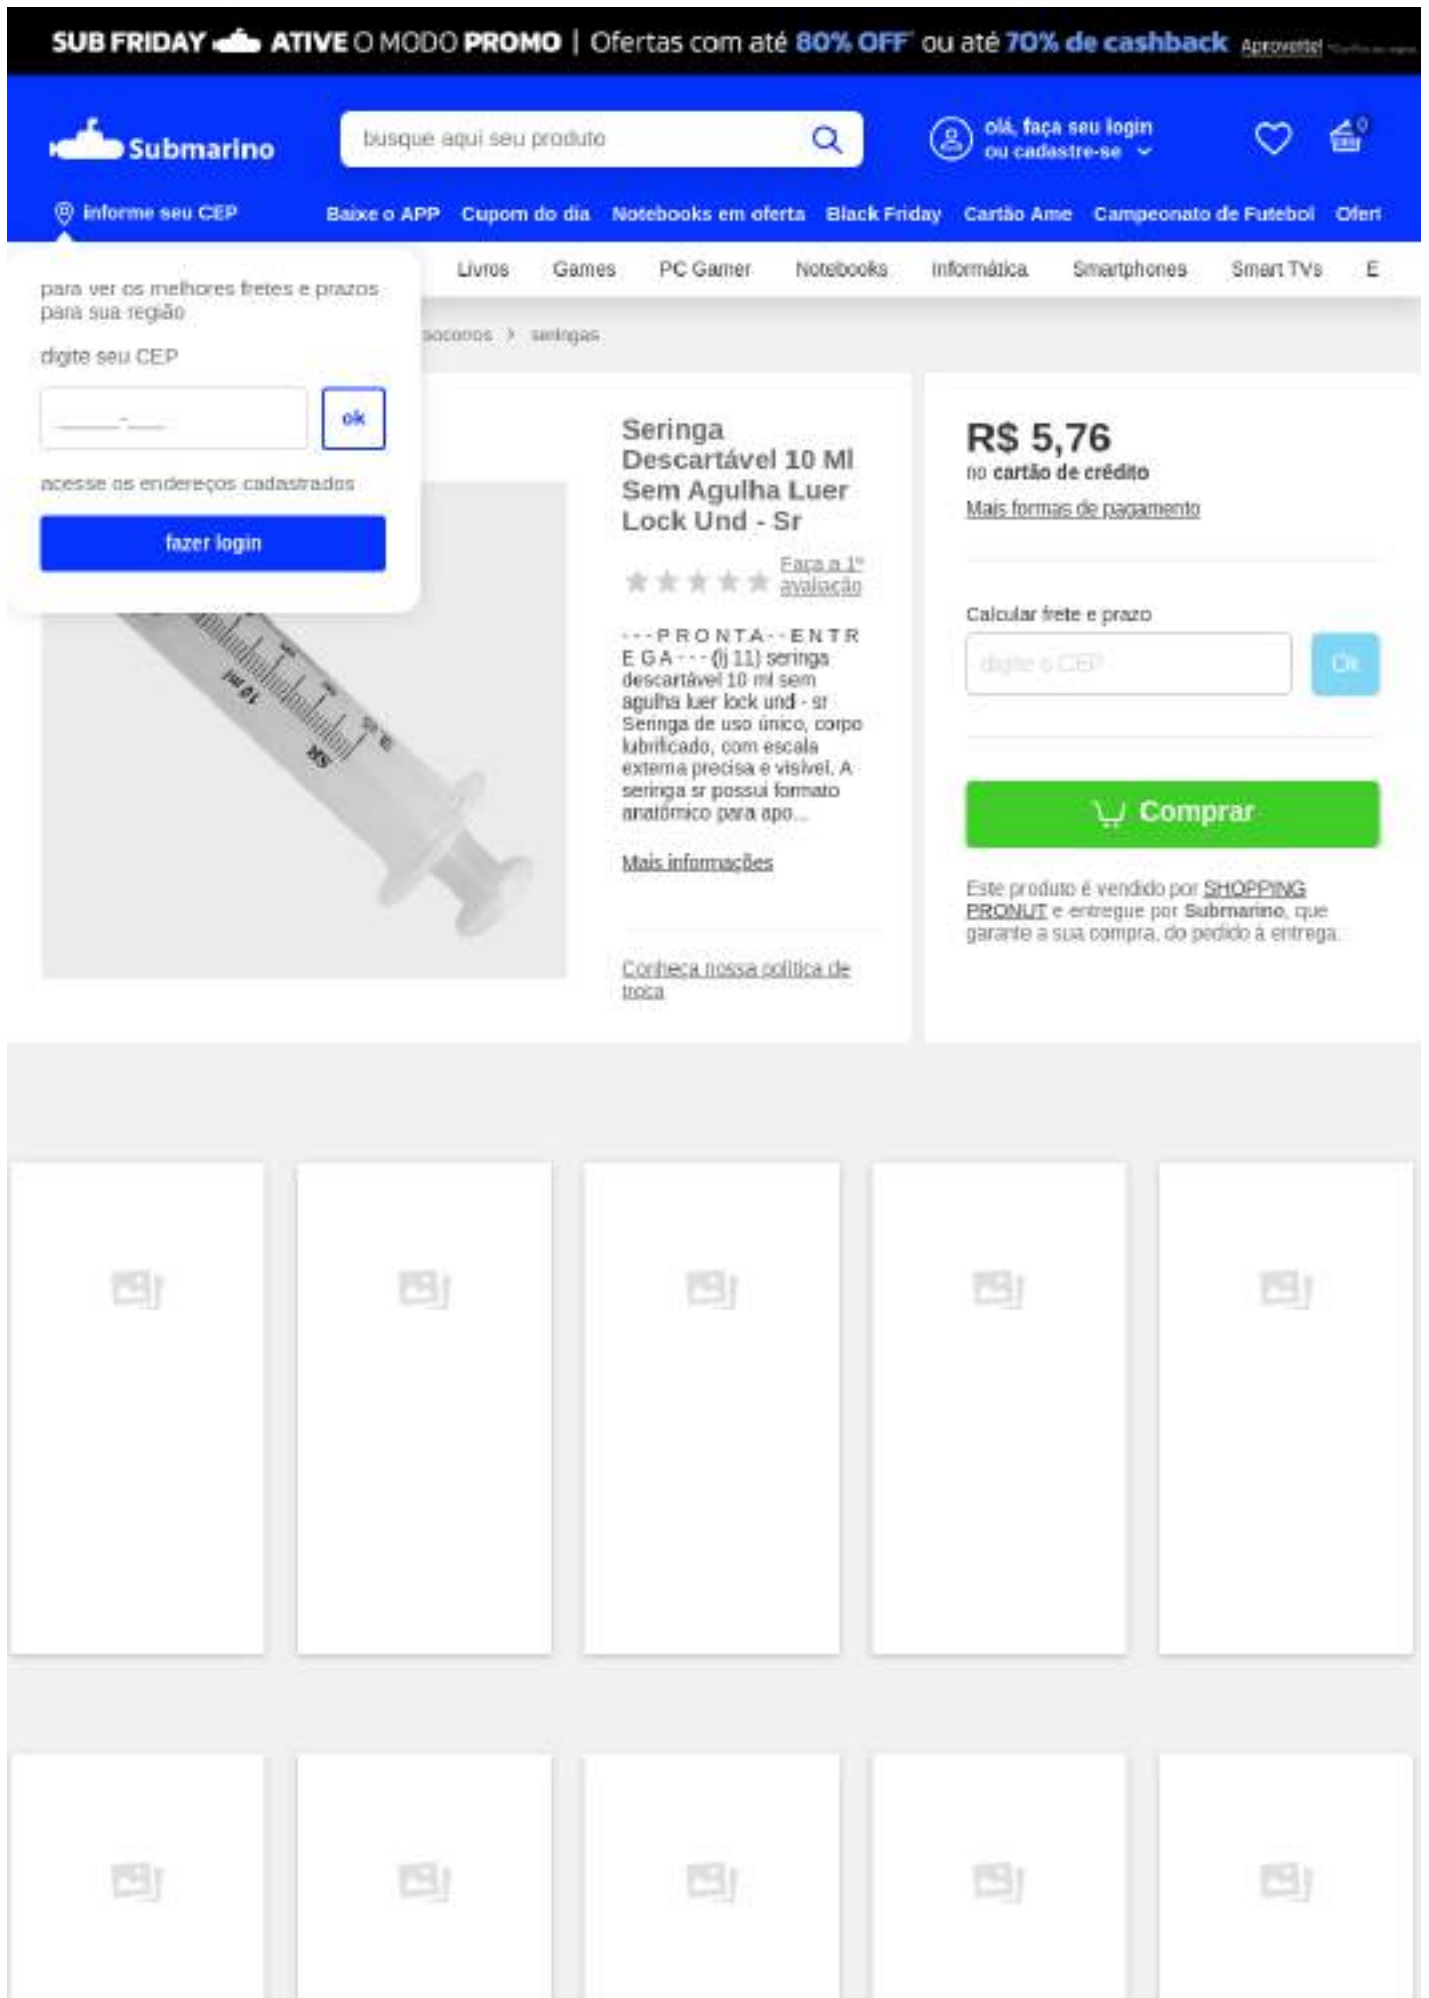 SUB FRIDAY ATIVE O MODO PROMO | Ofertas com até 80% OFF* ou até 70% de cashback Aproveite!
Submarino
busque aqui seu produto
olá, faça seu login
ou cadastre-se
0
informe seu CEP
Baixe o APP Cupom do dia Notebooks em oferta Black Friday Cartão Ame Campeonato de Futebol Ofert
Livros Games PC Gamer Notebooks Informática Smartphones Smart TVs E
para ver os melhores fretes e prazos
para sua região
digite seu CEP
_____-___
ok
acesse os endereços cadastrados
fazer login
socorros > seringas
Seringa
Descartável 10 Ml
Sem Agulha Luer
Lock Und - Sr
Faça a 1ª
avaliação
- - - P R O N T A - - E N T R
E G A - - - (lj 11) seringa
descartável 10 ml sem
agulha luer lock und - sr
Seringa de uso único, corpo
lubrificado, com escala
externa precisa e visível. A
seringa sr possui formato
anatômico para apo...
Mais informações
Conheça nossa política de
troca
10 ml
SR
R$ 5,76
no cartão de crédito
Mais formas de pagamento
Calcular frete e prazo
digite o CEP
Ok
Comprar
Este produto é vendido por SHOPPING
PRONUT e entregue por Submarino, que
garante a sua compra, do pedido à entrega.